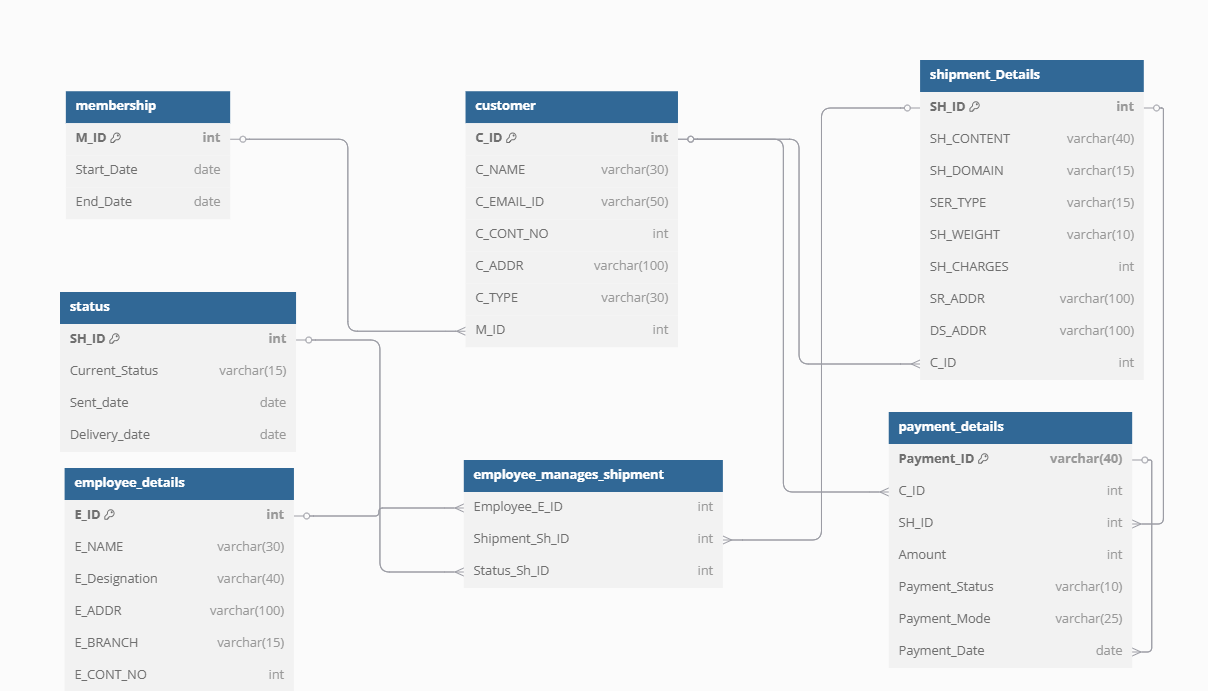 membership
M_ID int
Start_Date date
End_Date date
customer
C_ID int
C_NAME varchar(30)
C_EMAIL_ID varchar(50)
C_CONT_NO int
C_ADDR varchar(100)
C_TYPE varchar(30)
M_ID int
shipment_Details
SH_ID int
SH_CONTENT varchar(40)
SH_DOMAIN varchar(15)
SER_TYPE varchar(15)
SH_WEIGHT varchar(10)
SH_CHARGES int
SR_ADDR varchar(100)
DS_ADDR varchar(100)
C_ID int
status
SH_ID int
Current_Status varchar(15)
Sent_date date
Delivery_date date
employee_details
E_ID int
E_NAME varchar(30)
E_Designation varchar(40)
E_ADDR varchar(100)
E_BRANCH varchar(15)
E_CONT_NO int
employee_manages_shipment
Employee_E_ID int
Shipment_Sh_ID int
Status_Sh_ID int
payment_details
Payment_ID varchar(40)
C_ID int
SH_ID int
Amount int
Payment_Status varchar(10)
Payment_Mode varchar(25)
Payment_Date date